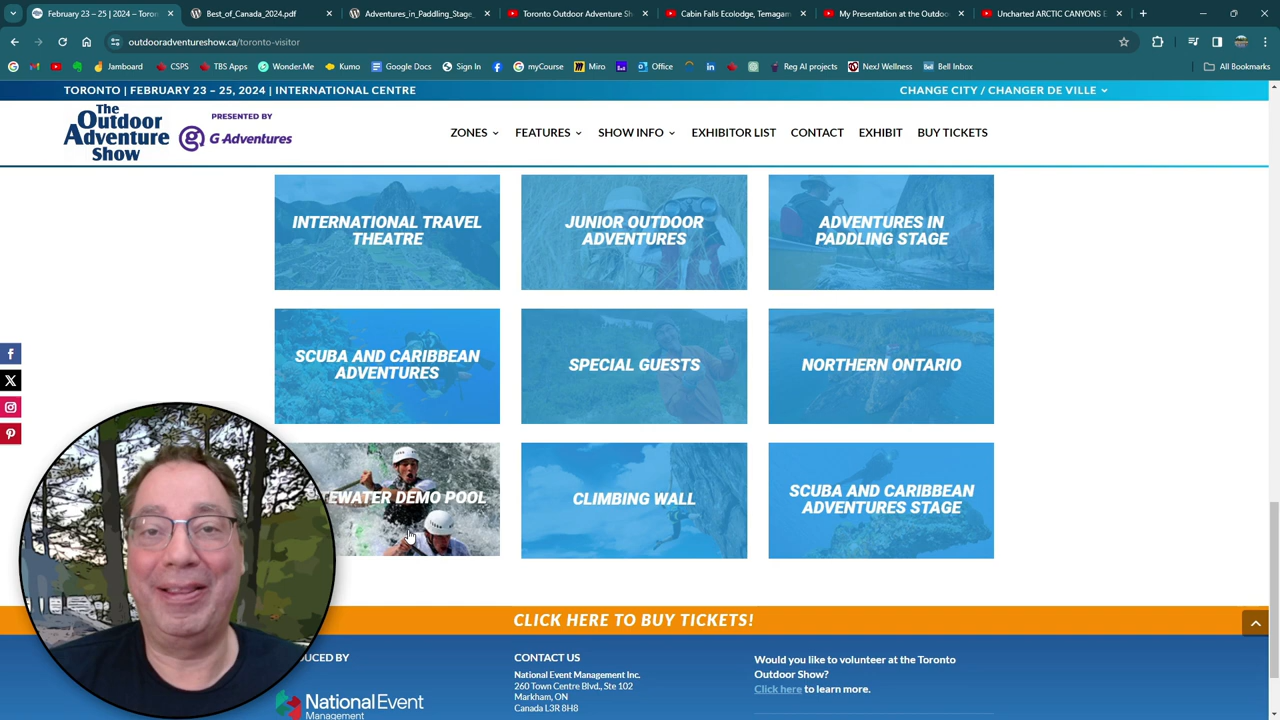 February 23 – 25 | 2024 – Toro
Best_of_Canada_2024.pdf
Adventures_in_Paddling_Stage_
Toronto Outdoor Adventure Sh
Cabin Falls Ecolodge, Temagam
My Presentation at the Outdoo
Uncharted ARCTIC CANYONS E
outdooradventureshow.ca/toronto-visitor
Jamboard
CSPS
TBS Apps
Wonder.Me
Kumo
Google Docs
Sign In
myCourse
Miro
Office
Reg AI projects
NexJ Wellness
Bell Inbox
All Bookmarks
TORONTO | FEBRUARY 23 – 25, 2024 | INTERNATIONAL CENTRE
CHANGE CITY / CHANGER DE VILLE
The
Outdoor
Adventure
Show
PRESENTED BY
G Adventures
ZONES
FEATURES
SHOW INFO
EXHIBITOR LIST
CONTACT
EXHIBIT
BUY TICKETS
INTERNATIONAL TRAVEL
THEATRE
JUNIOR OUTDOOR
ADVENTURES
ADVENTURES IN
PADDLING STAGE
SCUBA AND CARIBBEAN
ADVENTURES
SPECIAL GUESTS
NORTHERN ONTARIO
EWATER DEMO POOL
CLIMBING WALL
SCUBA AND CARIBBEAN
ADVENTURES STAGE
CLICK HERE TO BUY TICKETS!
UCED BY
National Event
Management
CONTACT US
National Event Management Inc.
260 Town Centre Blvd., Ste 102
Markham, ON
Canada L3R 8H8
Would you like to volunteer at the Toronto
Outdoor Show?
Click here to learn more.